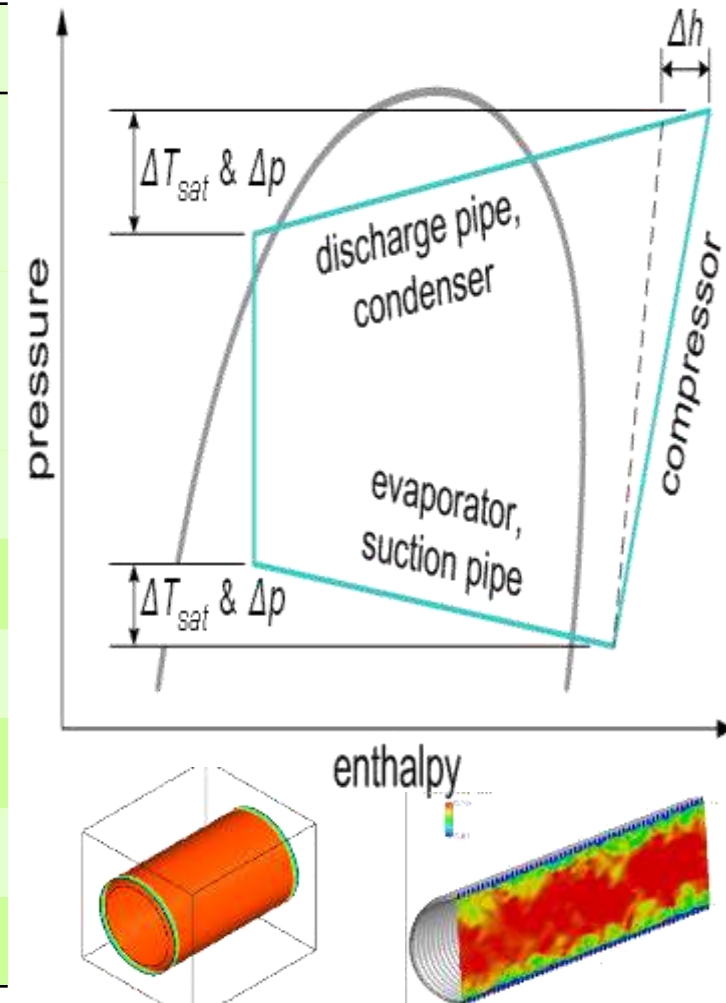 Δh
ΔTsat & Δp
discharge pipe,
condenser
pressure
compressor
evaporator,
suction pipe
ΔTsat & Δp
enthalpy